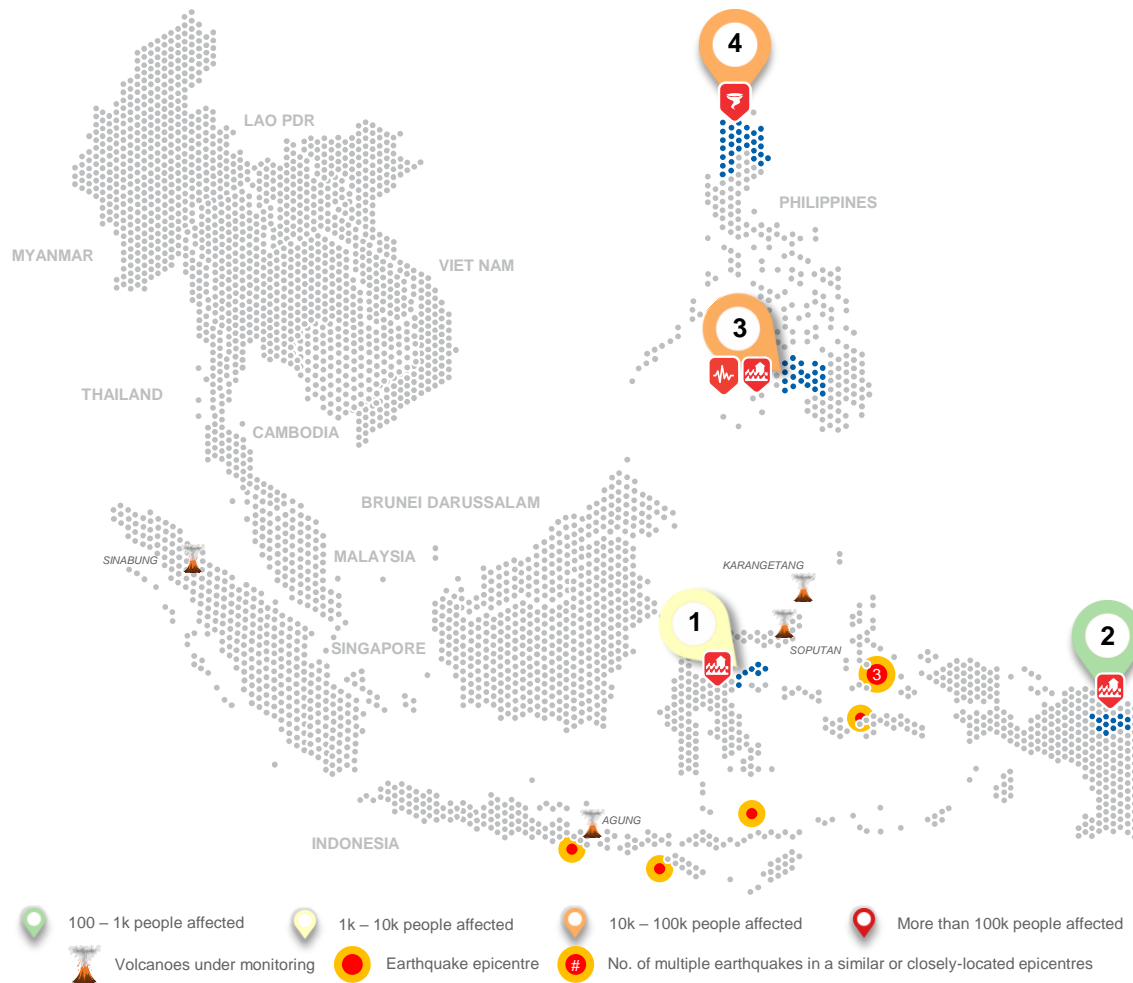 4
LAO PDR
PHILIPPINES
MYANMAR
VIET NAM
3
THAILAND
CAMBODIA
BRUNEI DARUSSALAM
SINABUNG
MALAYSIA
KARANGETANG
1
2
SINGAPORE
SOPUTAN
3
AGUNG
INDONESIA
100 – 1k people affected
1k – 10k people affected
10k – 100k people affected
More than 100k people affected
Volcanoes under monitoring
Earthquake epicentre
#
No. of multiple earthquakes in a similar or closely-located epicentres